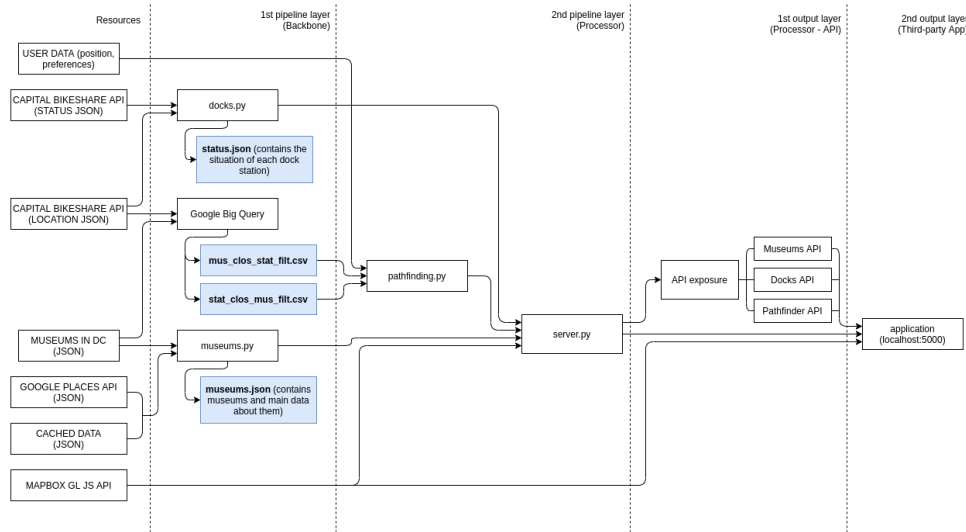 Resources
1st pipeline layer
(Backbone)
2nd pipeline layer
(Processor)
1st output layer
(Processor - API)
2nd output layer
(Third-party App)
USER DATA (position,
preferences)
CAPITAL BIKESHARE API
(STATUS JSON)
docks.py
status.json (contains the
situation of each dock
station)
CAPITAL BIKESHARE API
(LOCATION JSON)
Google Big Query
mus_clos_stat_filt.csv
stat_clos_mus_filt.csv
pathfinding.py
API exposure
Museums API
Docks API
Pathfinder API
server.py
application
(localhost:5000)
MUSEUMS IN DC
(JSON)
museums.py
museums.json (contains
museums and main data
about them)
GOOGLE PLACES API
(JSON)
CACHED DATA
(JSON)
MAPBOX GL JS API